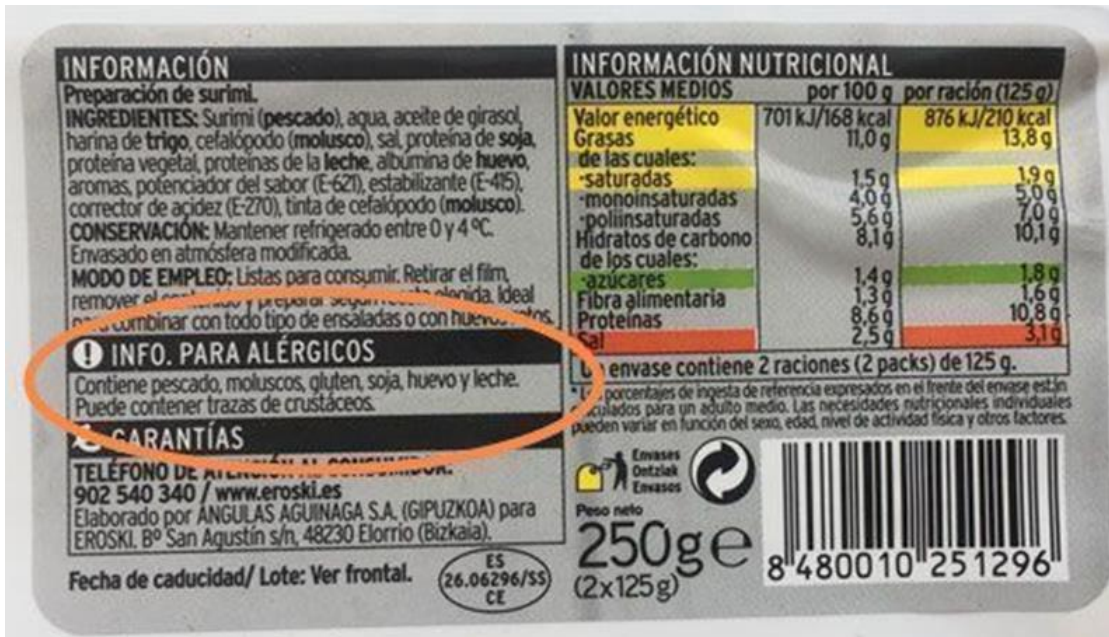 INFORMACIÓN
Preparación de surimi.
INGREDIENTES: Surimi (pescado), agua, aceite de girasol,
harina de trigo, cefalópodo (molusco), sal, proteína de soja,
proteína vegetal, proteínas de la leche, albúmina de huevo,
aromas, potenciador del sabor (E-621), estabilizante (E-415),
corrector de acidez (E-270), tinta de cefalópodo (molusco).
CONSERVACIÓN: Mantener refrigerado entre 0 y 4 ºC.
Envasado en atmósfera modificada.
MODO DE EMPLEO: Listas para consumir. Retirar el film,
remover el y preparar elegida. Ideal
combinar con todo tipo de ensaladas o con huevos rotos.
! INFO. PARA ALÉRGICOS
Contiene pescado, moluscos, gluten, soja, huevo y leche.
Puede contener trazas de crustáceos.
GARANTÍAS
TELÉFONO DE ATENCIÓN AL CONSUMIDOR:
902 540 340 / www.eroski.es
Elaborado por ANGULAS AGUINAGA S.A. (GIPUZKOA) para
EROSKI. Bº San Agustín s/n, 48230 Elorrio (Bizkaia).
Fecha de caducidad/ Lote: Ver frontal.
ES
26.06296/SS
CE
INFORMACIÓN NUTRICIONAL
VALORES MEDIOS por 100 g por ración (125 g)
Valor energético 701 kJ/168 kcal 876 kJ/210 kcal
Grasas 11,0 g 13,8 g
de las cuales:
-saturadas 1,5 g 1,9 g
-monoinsaturadas 4,0 g 5,0 g
-poliinsaturadas 5,6 g 7,0 g
Hidratos de carbono 8,1 g 10,1 g
de los cuales:
-azúcares 1,4 g 1,8 g
Fibra alimentaria 1,3 g 1,6 g
Proteínas 8,6 g 10,8 g
Sal 2,5 g 3,1 g
Un envase contiene 2 raciones (2 packs) de 125 g.
porcentajes de ingesta de referencia expresados en el frente del envase están
calculados para un adulto medio. Las necesidades nutricionales individuales
pueden variar en función del sexo, edad, nivel de actividad física y otros factores.
Envases
Ontziak
Envasos
Peso neto
250g e
(2x125g)
8 480010 251296